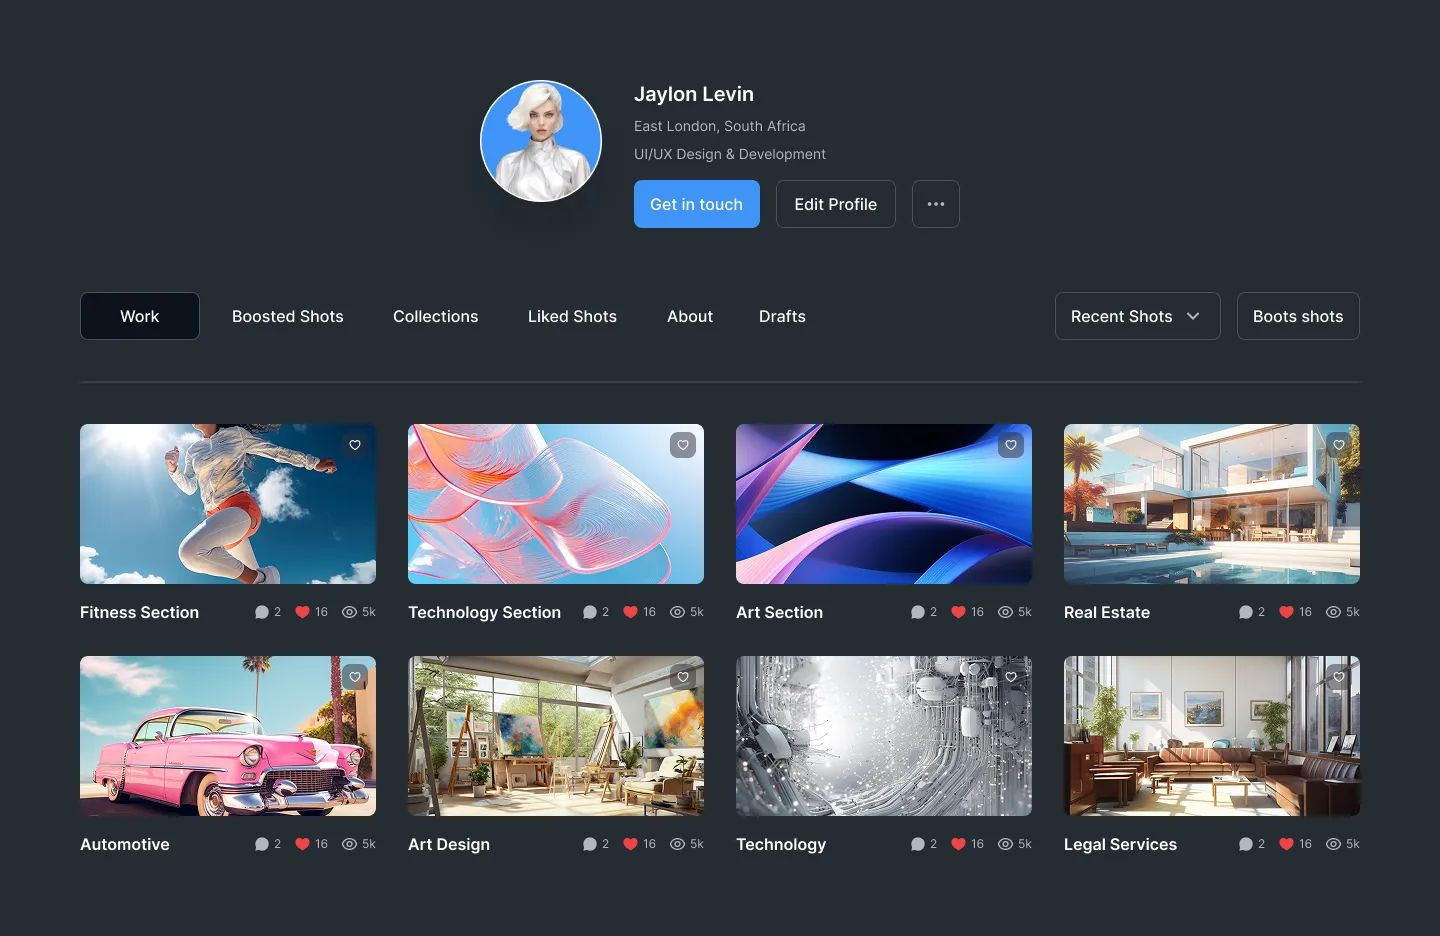 Jaylon Levin
East London, South Africa
UI/UX Design & Development
Get in touch Edit Profile
Work Boosted Shots Collections Liked Shots About Drafts Recent Shots Boots shots
Fitness Section 2 16 5k Technology Section 2 16 5k Art Section 2 16 5k Real Estate 2 16 5k
Automotive 2 16 5k Art Design 2 16 5k Technology 2 16 5k Legal Services 2 16 5k